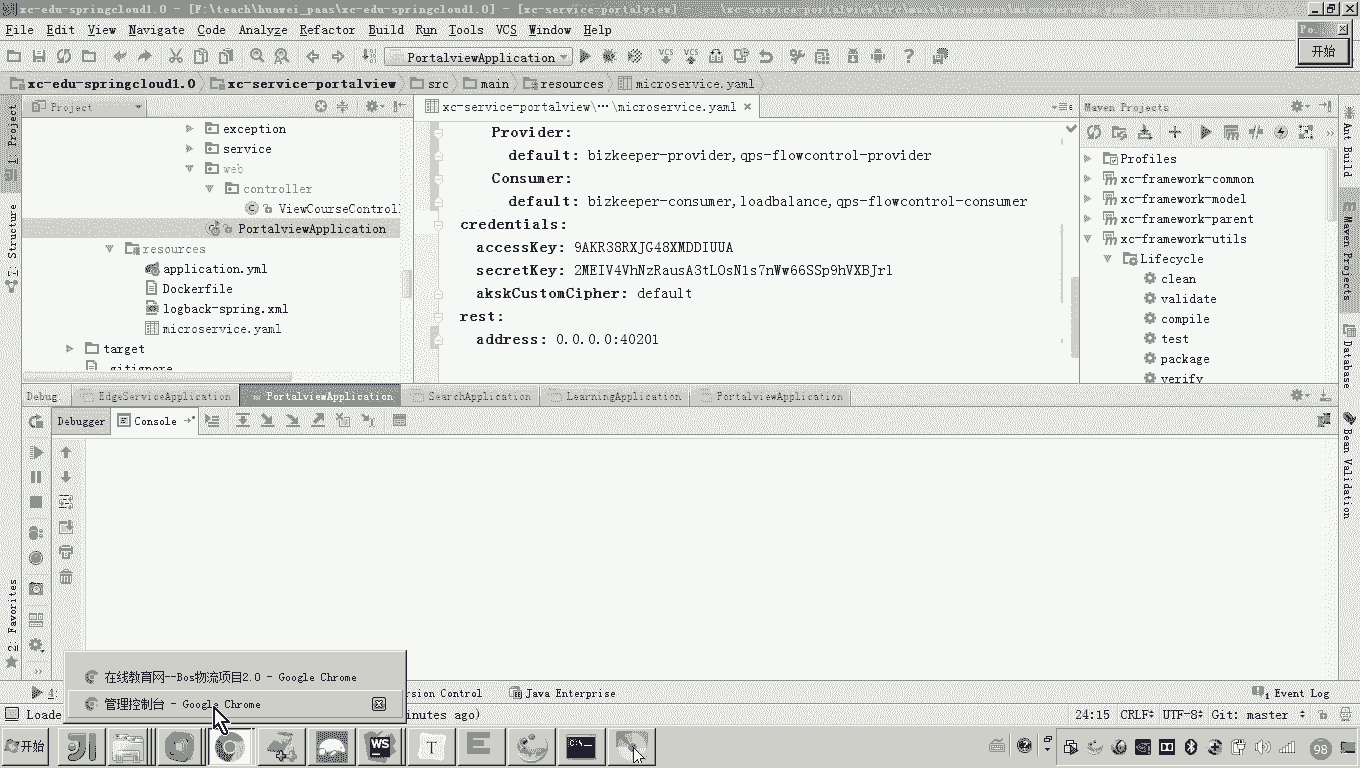 xc-edu-springcloud1.0 - [F:\teach\huawei_paas\xc-edu-springcloud1.0] - [xc-service-portalview]
File Edit View Navigate Code Analyze Refactor Build Run Tools VCS Window Help
开始
PortalviewApplication
xc-edu-springcloud1.0 xc-service-portalview src main resources microservice.yaml
Project
xc-service-portalview\…\microservice.yaml
Maven Projects
exception
service
web
controller
ViewCourseControl
PortalviewApplication
resources
application.yml
Dockerfile
logback-spring.xml
microservice.yaml
target
.gitignore
Provider:
default: bizkeeper-provider,qps-flowcontrol-provider
Consumer:
default: bizkeeper-consumer,loadbalance,qps-flowcontrol-consumer
credentials:
accessKey: 9AKR38RXJG48XMDDIUUA
secretKey: 2MEIV4VhNzRausA3tLOsN1s7nWw66SSp9hVXBJrl
akskCustomCipher: default
rest:
address: 0.0.0.0:40201
Profiles
xc-framework-common
xc-framework-model
xc-framework-parent
xc-framework-utils
Lifecycle
clean
validate
compile
test
package
verify
1: Project
7: Structure
2: Favorites
Ant Build
Maven Projects
Database
Bean Validation
Debug EdgeServiceApplication PortalviewApplication SearchApplication LearningApplication PortalviewApplication
Debugger Console
在线教育网--Bos物流项目2.0 - Google Chrome
管理控制台 - Google Chrome
4: rsion Control Java Enterprise 1 Event Log
Loade nutes ago) 24:15 CRLF UTF-8 Git: master
开始 WS T 98